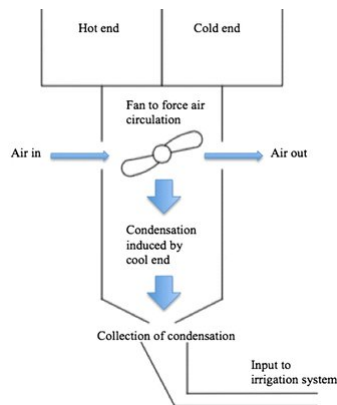 Hot end
Cold end
Fan to force air
circulation
Air in
Air out
Condensation
induced by
cool end
Collection of condensation
Input to
irrigation system